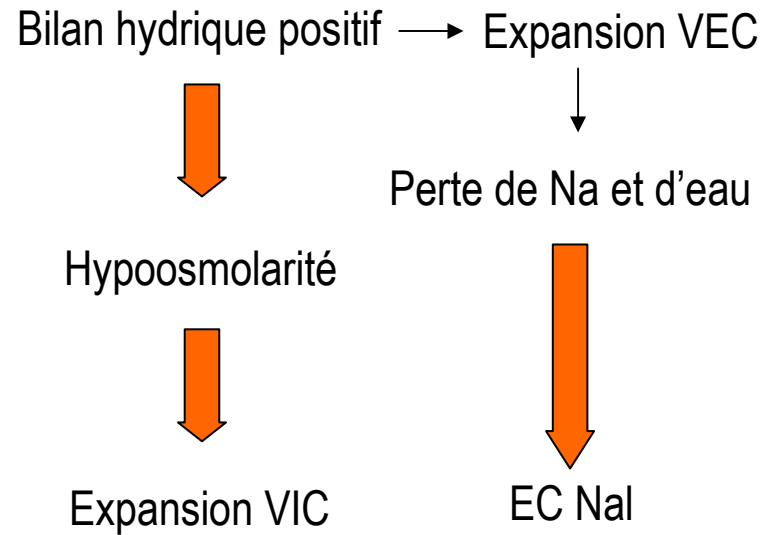 Bilan hydrique positif
Expansion VEC
Perte de Na et d’eau
Hypoosmolarité
Expansion VIC
EC Nal